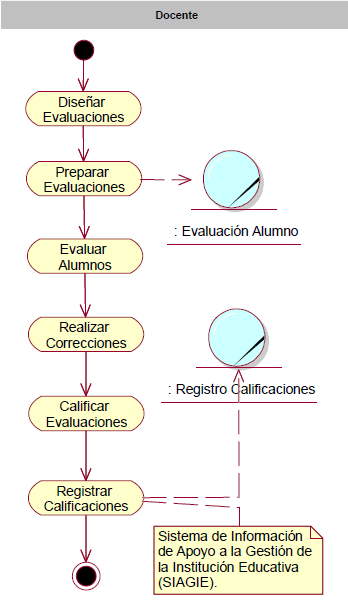 Docente
Diseñar
Evaluaciones
Preparar
Evaluaciones
: Evaluación Alumno
Evaluar
Alumnos
Realizar
Correcciones
: Registro Calificaciones
Calificar
Evaluaciones
Registrar
Calificaciones
Sistema de Información
de Apoyo a la Gestión de
la Institución Educativa
(SIAGIE).